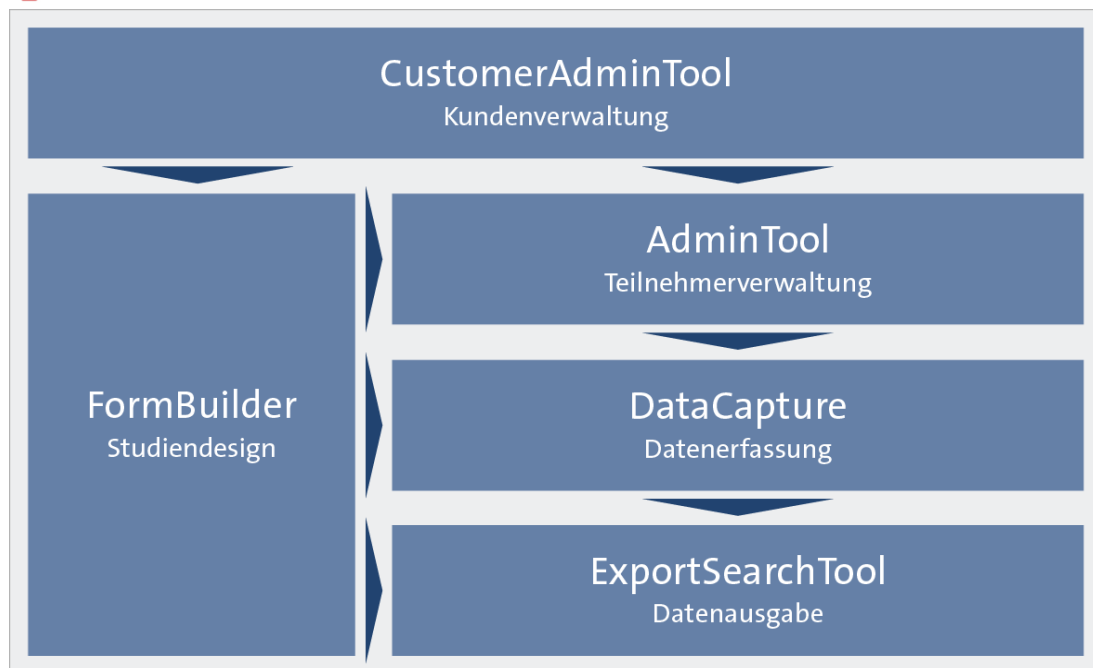 CustomerAdminTool
Kundenverwaltung
AdminTool
Teilnehmerverwaltung
FormBuilder
Studiendesign
DataCapture
Datenerfassung
ExportSearchTool
Datenausgabe